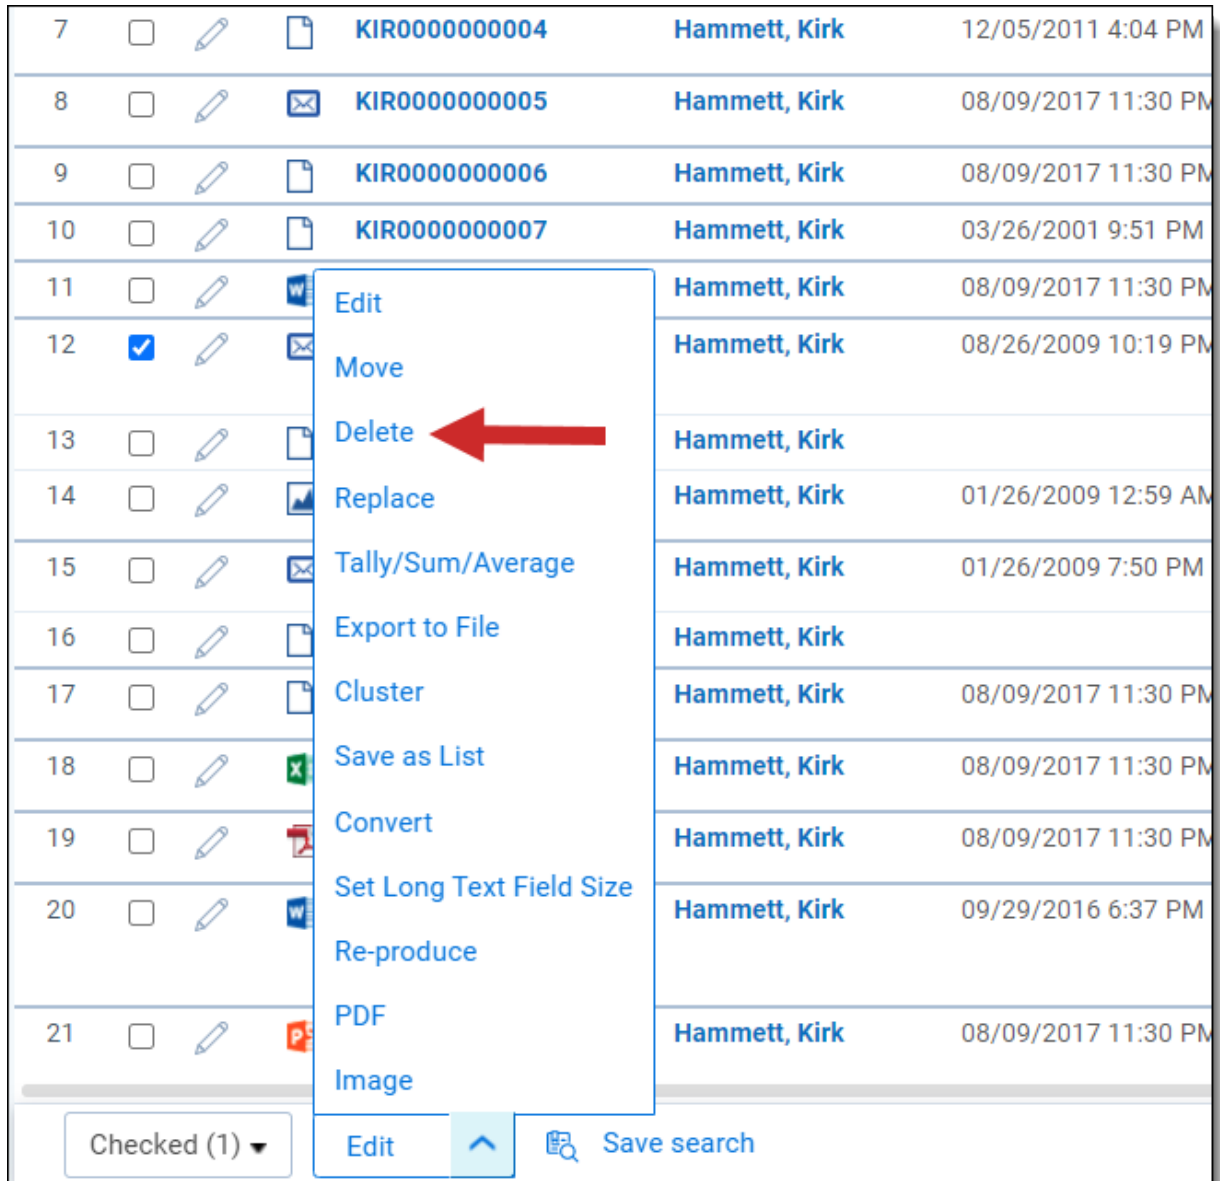 7 KIR0000000004 Hammett, Kirk 12/05/2011 4:04 PM
8 KIR0000000005 Hammett, Kirk 08/09/2017 11:30 PM
9 KIR0000000006 Hammett, Kirk 08/09/2017 11:30 PM
10 KIR0000000007 Hammett, Kirk 03/26/2001 9:51 PM
11 Hammett, Kirk 08/09/2017 11:30 PM
Edit
12 Hammett, Kirk 08/26/2009 10:19 PM
Move
Delete
13 Hammett, Kirk
14 Hammett, Kirk 01/26/2009 12:59 AM
Replace
15 Hammett, Kirk 01/26/2009 7:50 PM
Tally/Sum/Average
Export to File
16 Hammett, Kirk
Cluster
17 Hammett, Kirk 08/09/2017 11:30 PM
Save as List
18 Hammett, Kirk 08/09/2017 11:30 PM
Convert
19 Hammett, Kirk 08/09/2017 11:30 PM
Set Long Text Field Size
20 Hammett, Kirk 09/29/2016 6:37 PM
Re-produce
PDF
21 Hammett, Kirk 08/09/2017 11:30 PM
Image
Checked (1) Edit Save search